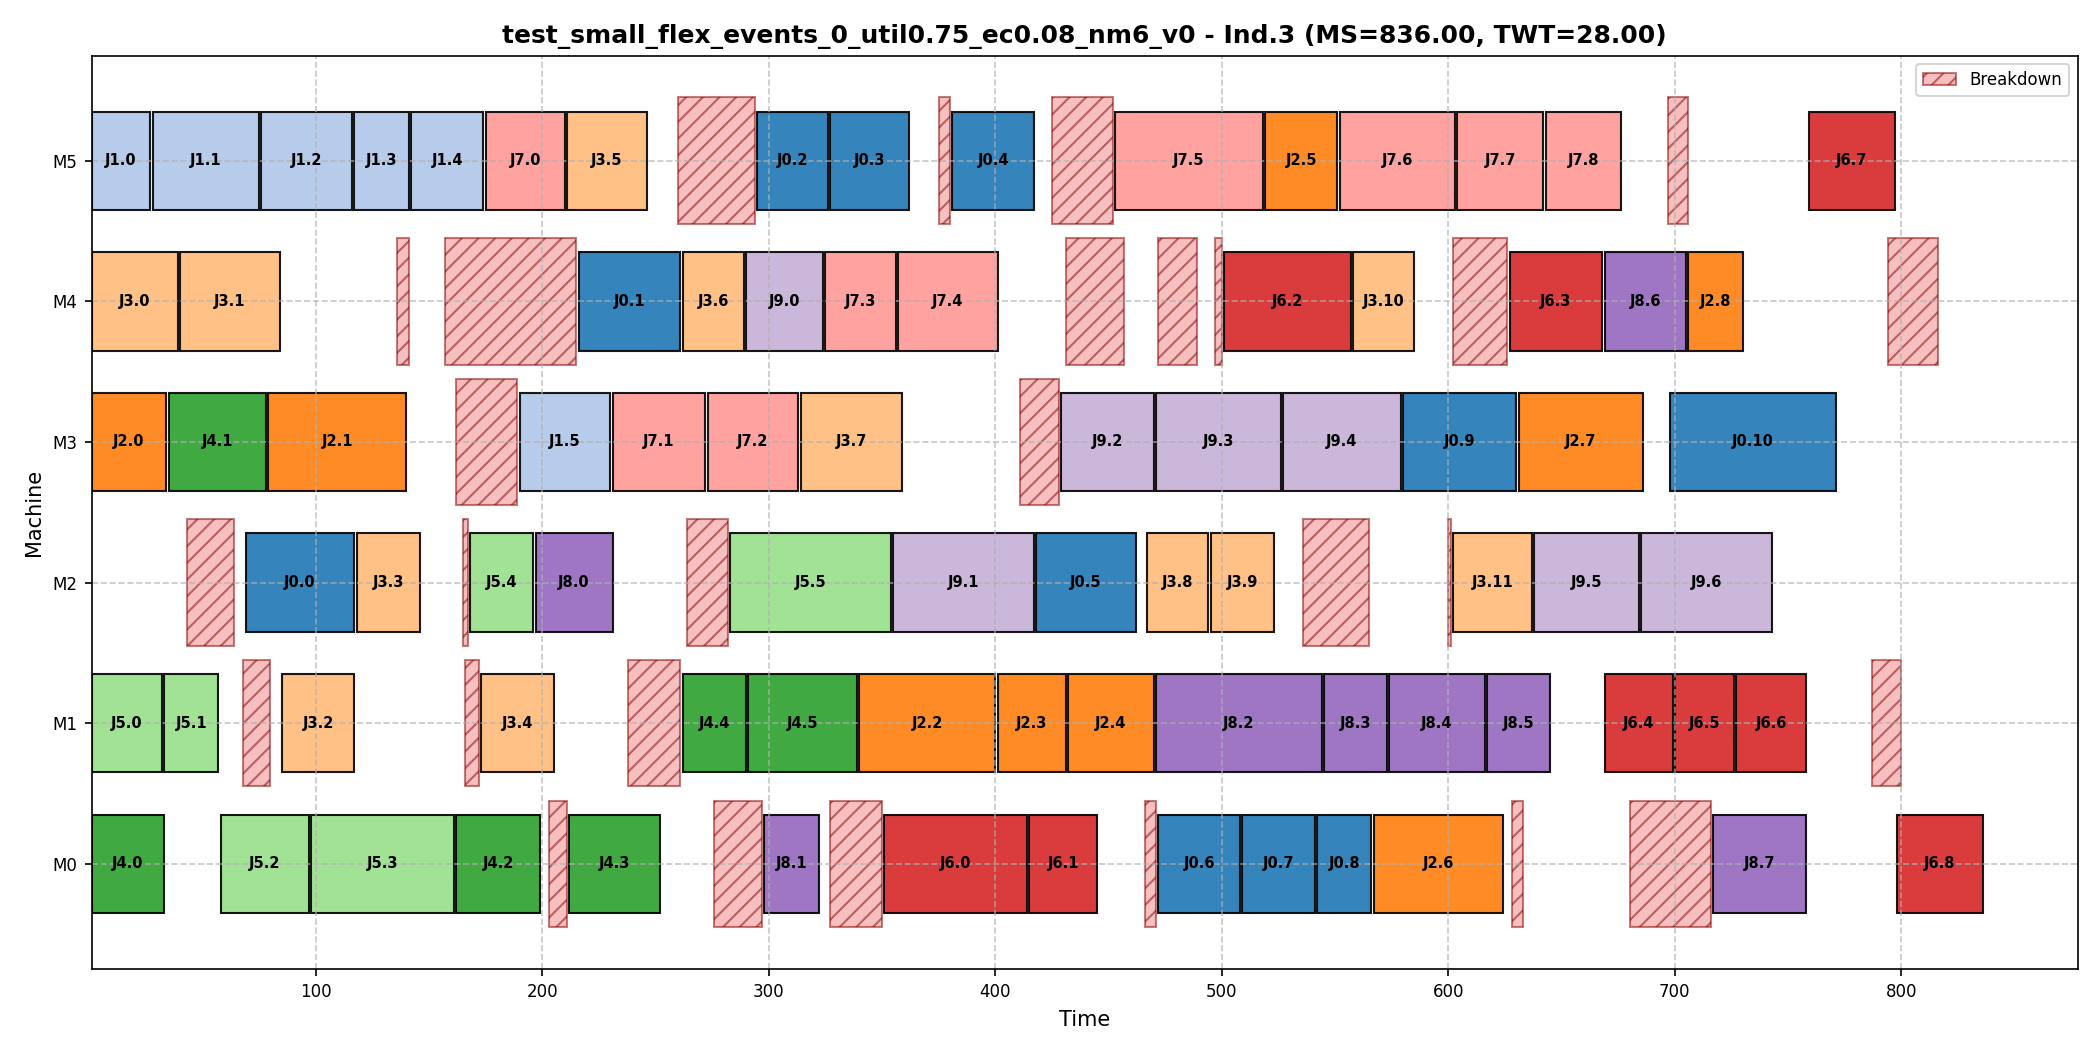 test_small_flex_events_0_util0.75_ec0.08_nm6_v0 - Ind.3 (MS=836.00, TWT=28.00)
Breakdown
M5
J1.0 J1.1 J1.2 J1.3 J1.4 J7.0 J3.5 J0.2 J0.3 J0.4 J7.5 J2.5 J7.6 J7.7 J7.8 J6.7
M4
J3.0 J3.1 J0.1 J3.6 J9.0 J7.3 J7.4 J6.2 J3.10 J6.3 J8.6 J2.8
M3
J2.0 J4.1 J2.1 J1.5 J7.1 J7.2 J3.7 J9.2 J9.3 J9.4 J0.9 J2.7 J0.10
Machine
M2
J0.0 J3.3 J5.4 J8.0 J5.5 J9.1 J0.5 J3.8 J3.9 J3.11 J9.5 J9.6
M1
J5.0 J5.1 J3.2 J3.4 J4.4 J4.5 J2.2 J2.3 J2.4 J8.2 J8.3 J8.4 J8.5 J6.4 J6.5 J6.6
M0
J4.0 J5.2 J5.3 J4.2 J4.3 J8.1 J6.0 J6.1 J0.6 J0.7 J0.8 J2.6 J8.7 J6.8
100 200 300 400 500 600 700 800
Time